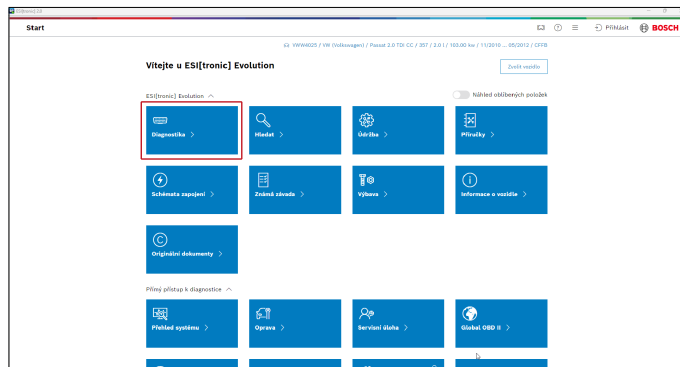 Start
Přihlásit
BOSCH
VWW4025 / VW (Volkswagen) / Passat 2.0 TDI CC / 357 / 2.0 l / 103.00 kw / 11/2010 ... 05/2012 / CFFB
Vítejte u ESI[tronic] Evolution
Zvolit vozidlo
ESI[tronic] Evolution
Náhled oblíbených položek
Diagnostika
Hledat
Údržba
Příručky
Schémata zapojení
Známá závada
Výbava
Informace o vozidle
Originální dokumenty
Přímý přístup k diagnostice
Přehled systému
Oprava
Servisní úloha
Global OBD II